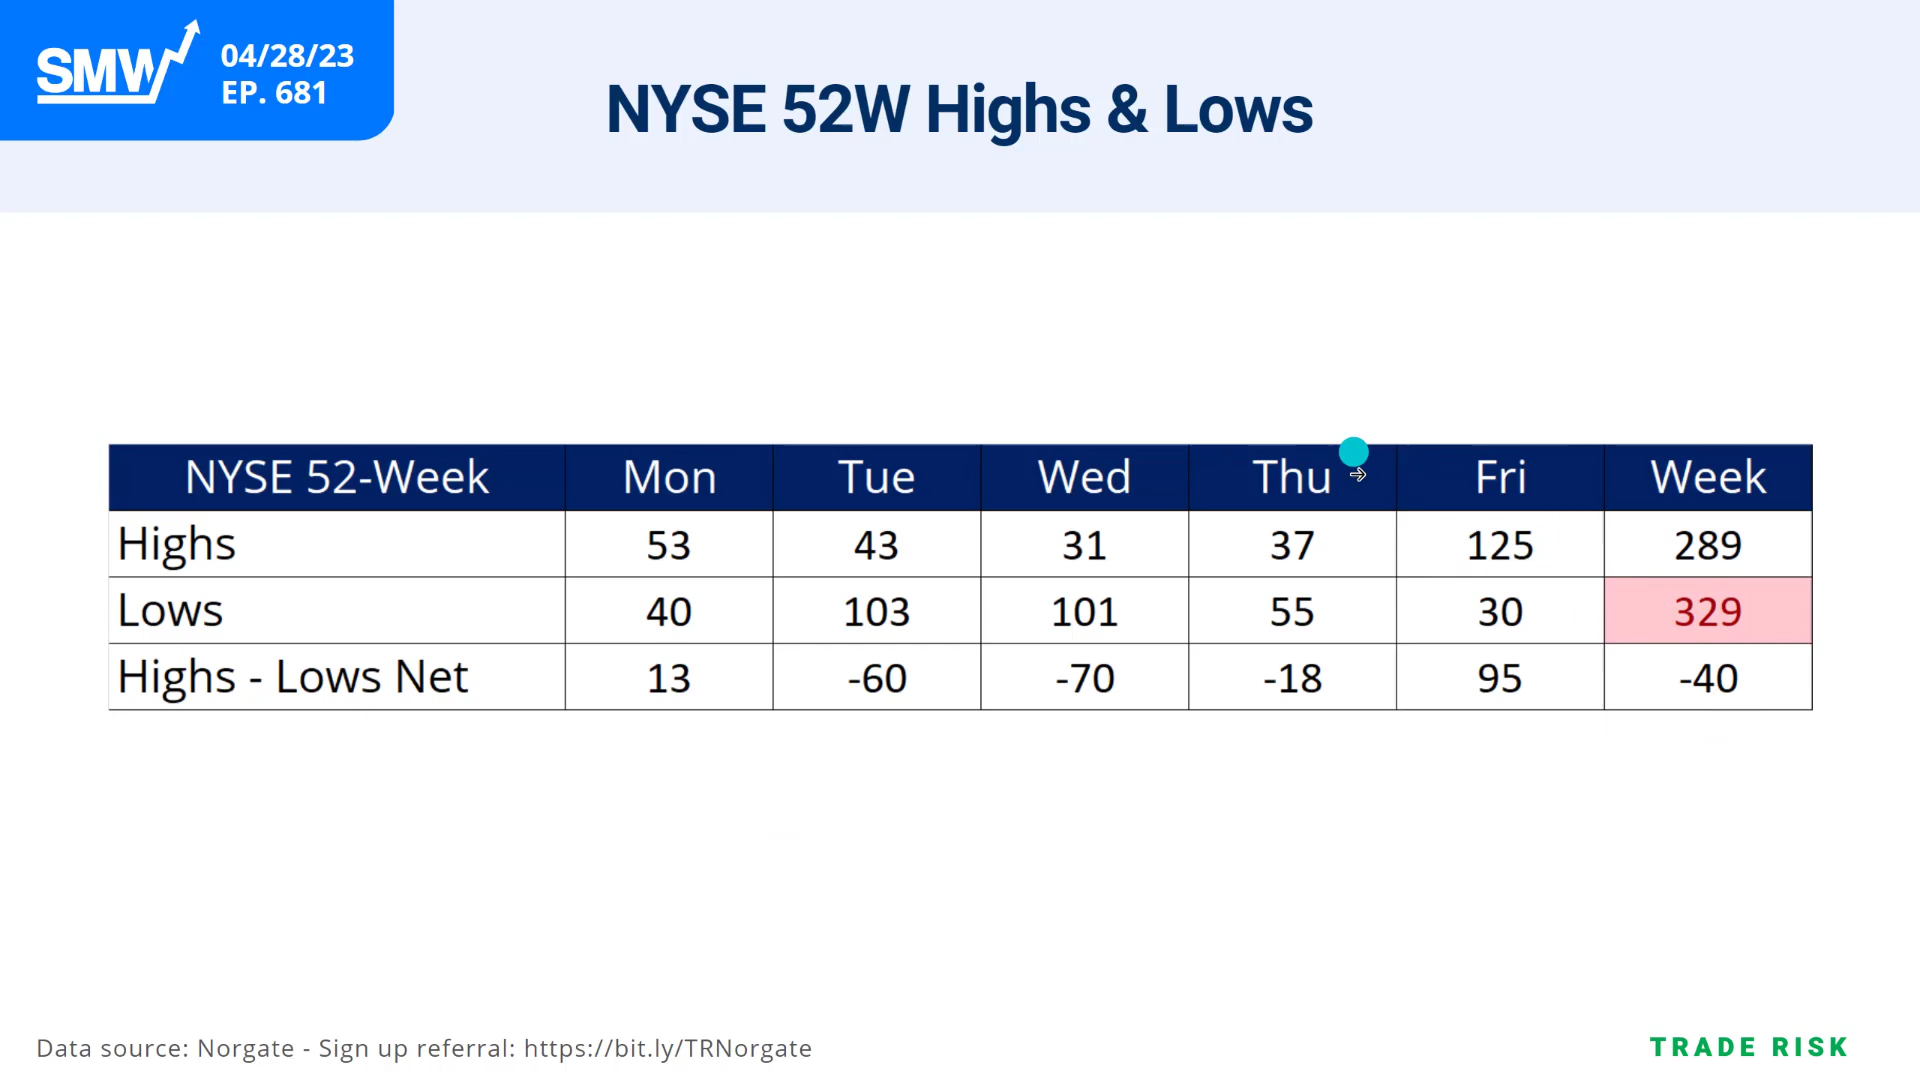 SMW
04/28/23
EP. 681
NYSE 52W Highs & Lows
NYSE 52-Week Mon Tue Wed Thu Fri Week
Highs 53 43 31 37 125 289
Lows 40 103 101 55 30 329
Highs - Lows Net 13 -60 -70 -18 95 -40
Data source: Norgate - Sign up referral: https://bit.ly/TRNorgate
TRADE RISK